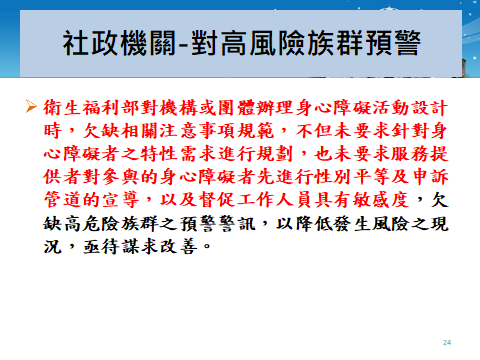 社政機關-對高風險族群預警
衛生福利部對機構或團體辦理身心障礙活動設計
時，欠缺相關注意事項規範，不但未要求針對身
心障礙者之特性需求進行規劃，也未要求服務提
供者對參與的身心障礙者先進行性別平等及申訴
管道的宣導，以及督促工作人員具有敏感度，欠
缺高危險族群之預警警訊，以降低發生風險之現
況，亟待謀求改善。
24